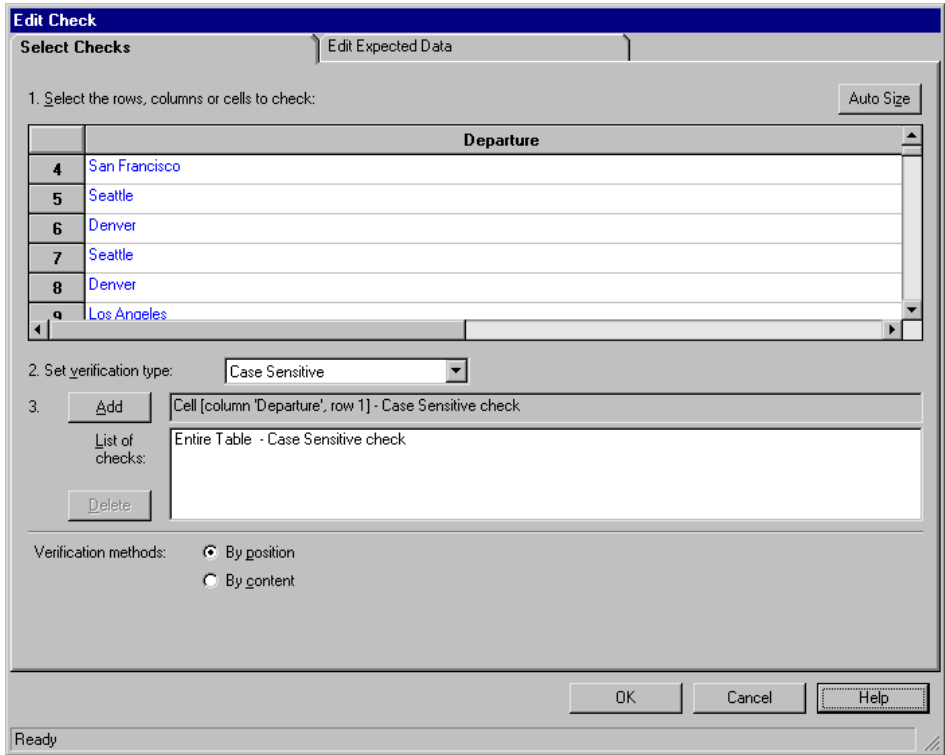 Edit Check
Select Checks
Edit Expected Data
1. Select the rows, columns or cells to check:
Auto Size
Departure
4 San Francisco
5 Seattle
6 Denver
7 Seattle
8 Denver
9 Los Angeles
2. Set verification type: Case Sensitive
3. Add Cell [column 'Departure', row 1] - Case Sensitive check
List of checks: Entire Table - Case Sensitive check
Delete
Verification methods: By position
By content
OK Cancel Help
Ready